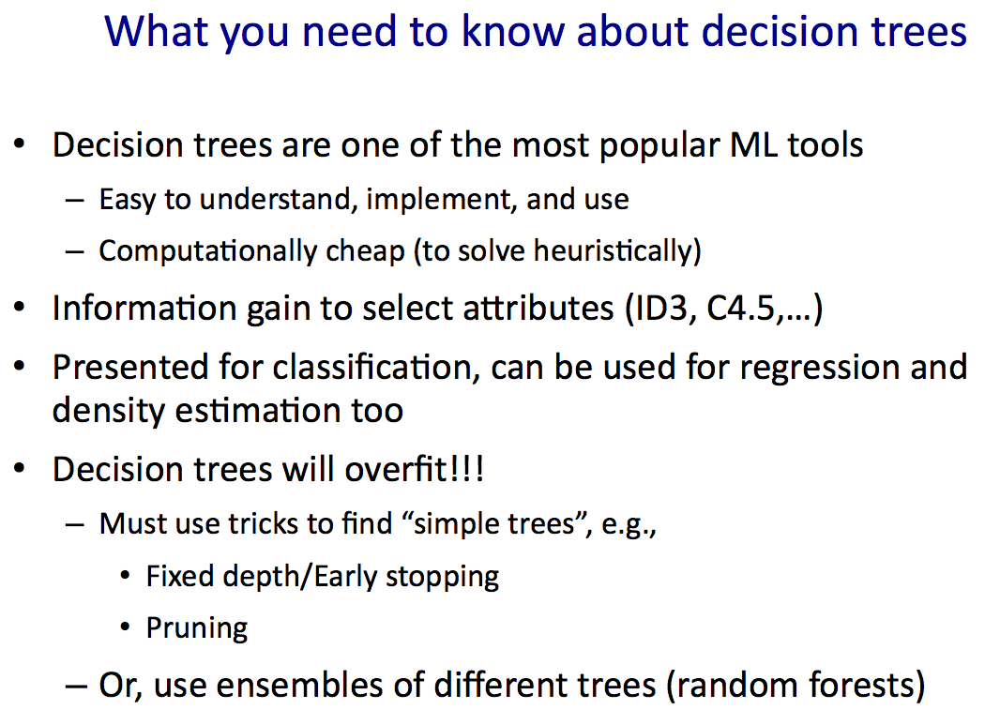 What you need to know about decision trees
• Decision trees are one of the most popular ML tools
– Easy to understand, implement, and use
– Computationally cheap (to solve heuristically)
• Information gain to select attributes (ID3, C4.5,…)
• Presented for classification, can be used for regression and
density estimation too
• Decision trees will overfit!!!
– Must use tricks to find “simple trees”, e.g.,
• Fixed depth/Early stopping
• Pruning
– Or, use ensembles of different trees (random forests)